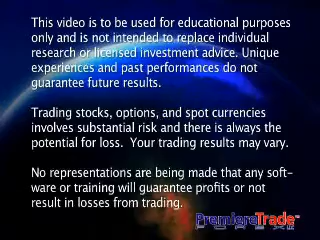 This video is to be used for educational purposes
only and is not intended to replace individual
research or licensed investment advice. Unique
experiences and past performances do not
guarantee future results.
Trading stocks, options, and spot currencies
involves substantial risk and there is always the
potential for loss.  Your trading results may vary.
No representations are being made that any soft-
ware or training will guarantee profits or not
result in losses from trading.
PremiereTrade™